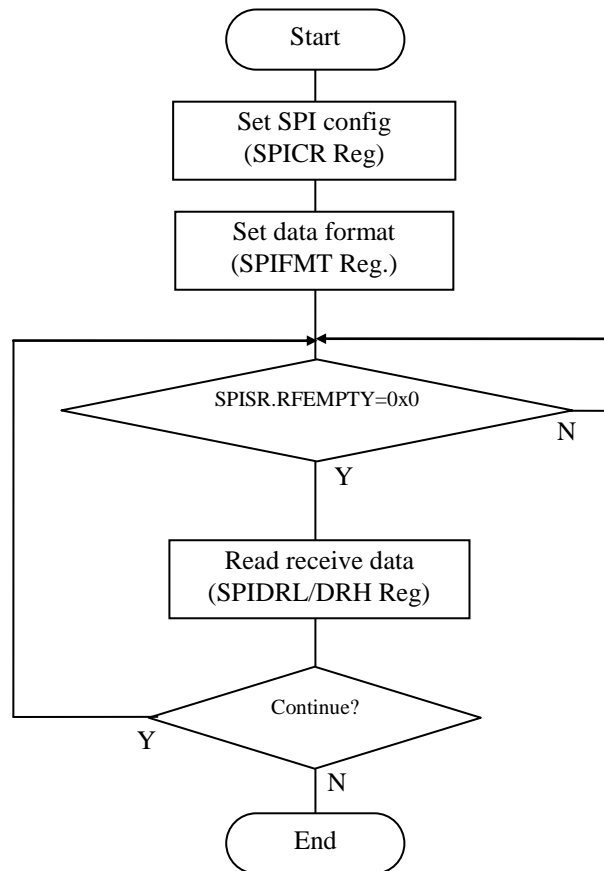 Start
Set SPI config
(SPICR Reg)
Set data format
(SPIFMT Reg.)
SPISR.RFEMPTY=0x0
N
Y
Read receive data
(SPIDRL/DRH Reg)
Continue?
Y
N
End